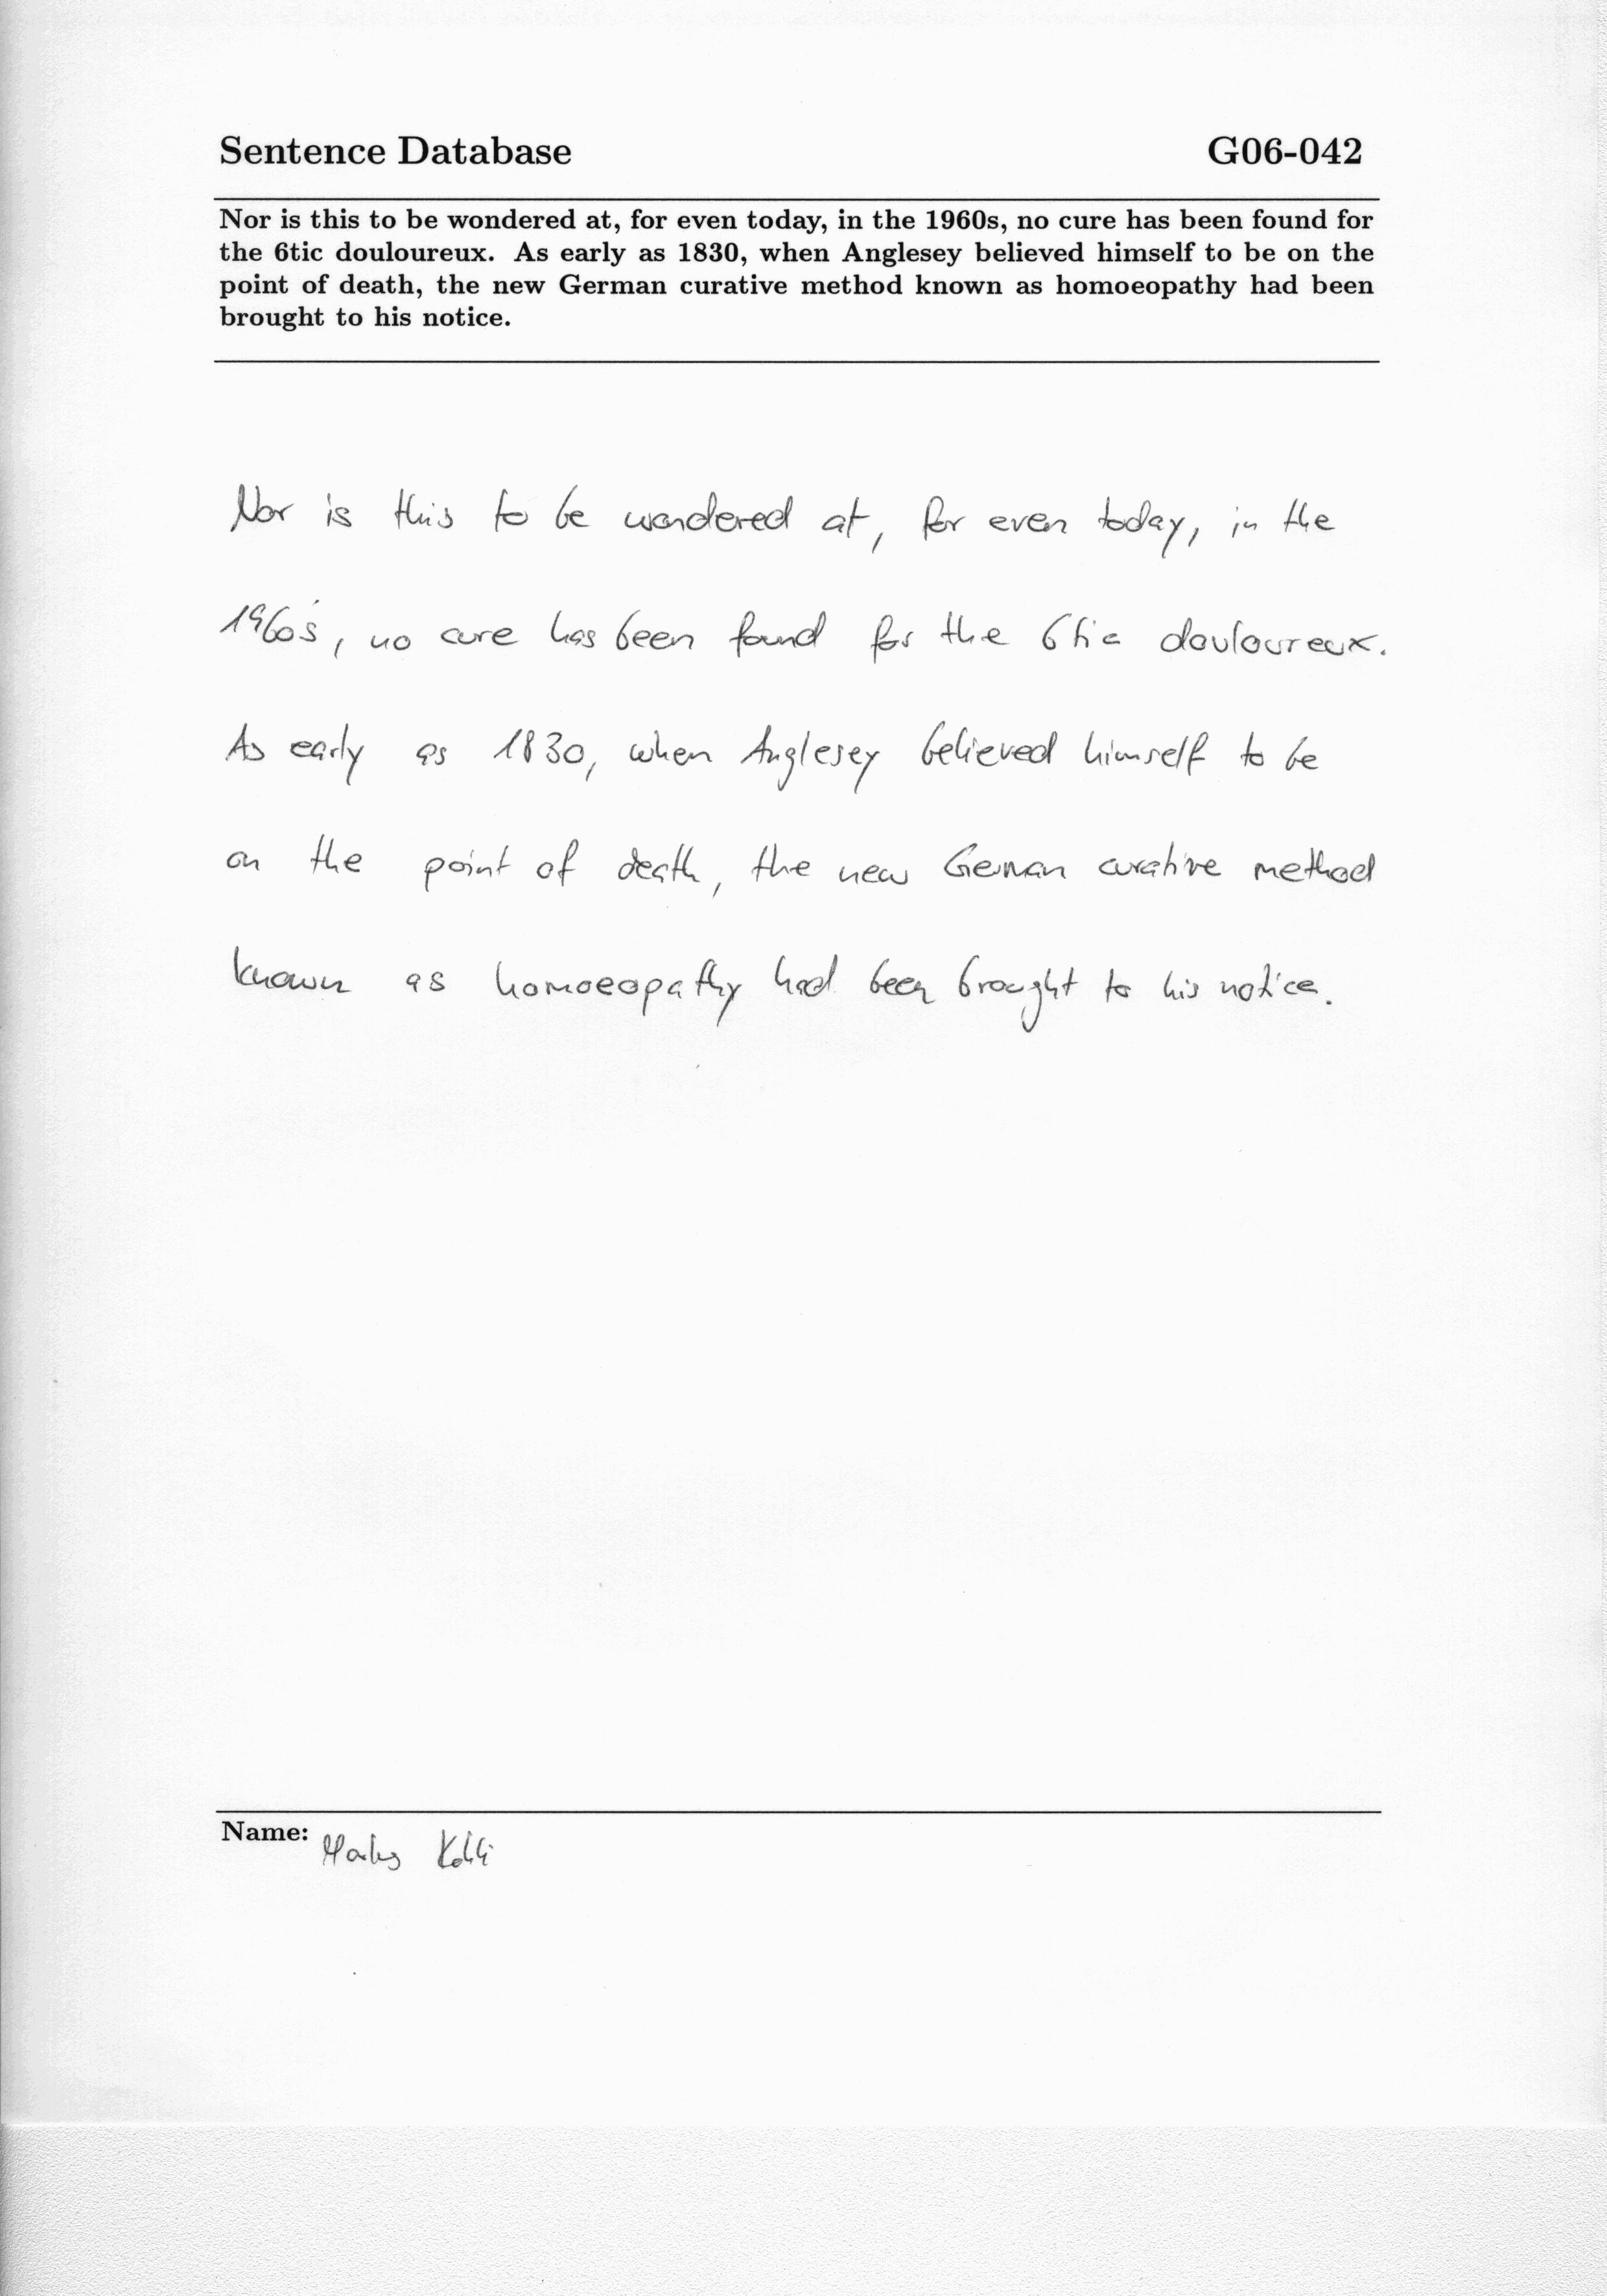 Sentence Database G06-042
Nor is this to be wondered at, for even today, in the 1960s, no cure has been found for
the 6tic douloureux. As early as 1830, when Anglesey believed himself to be on the
point of death, the new German curative method known as homoeopathy had been
brought to his notice.
Nor is this to be wondered at, for even today, in the
1960's, no cure has been found for the 6tic douloureux.
As early as 1830, when Anglesey believed himself to be
on the point of death, the new German curative method
known as homoeopathy had been brought to his notice.
Name: